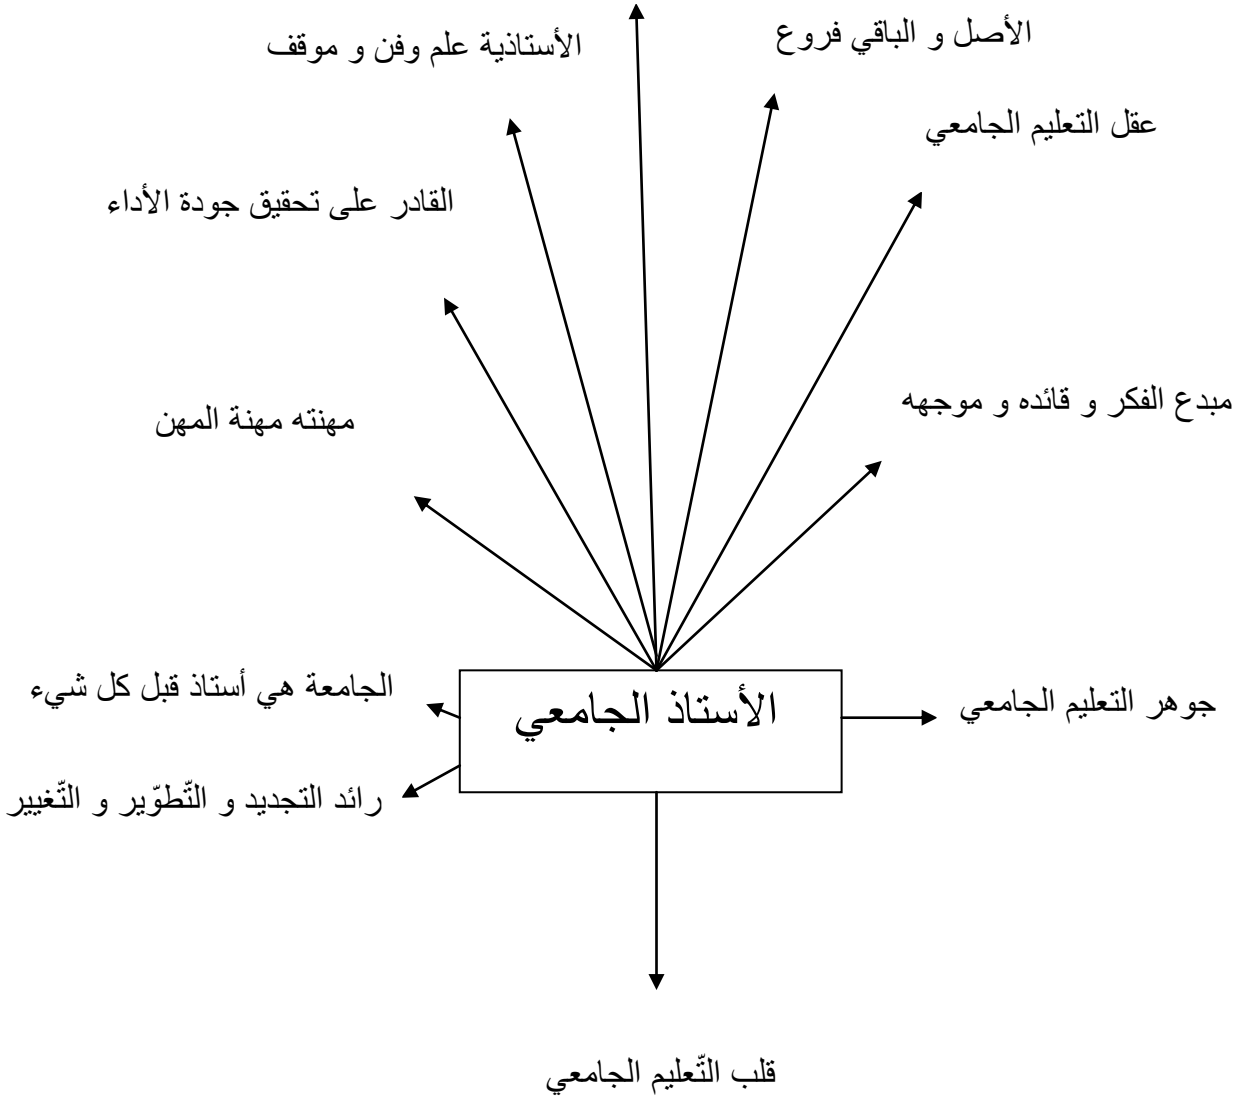 الأصل و الباقي فروع
الأستاذية علم وفن و موقف
عقل التعليم الجامعي
القادر على تحقيق جودة الأداء
مبدع الفكر و قائده و موجهه
مهنته مهنة المهن
الأستاذ الجامعي
جوهر التعليم الجامعي
الجامعة هي أستاذ قبل كل شيء
رائد التجديد و التّطوّير و التّغيير
قلب التّعليم الجامعي